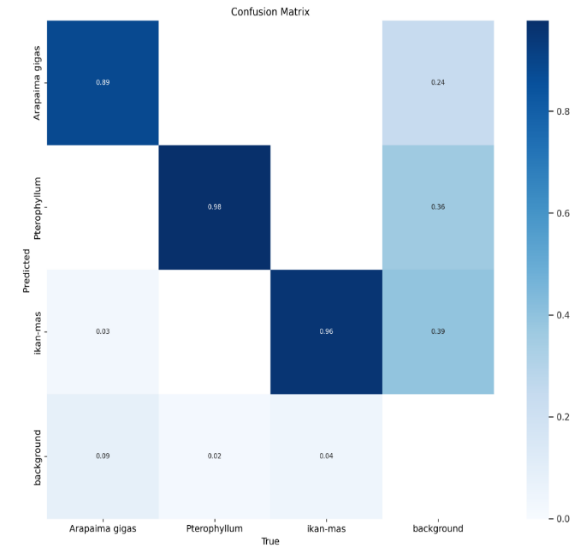 Confusion Matrix
Arapaima gigas
0.89
0.24
Pterophyllum
0.98
0.36
ikan-mas
0.03
0.96
0.39
background
0.09
0.02
0.04
Predicted
Arapaima gigas
Pterophyllum
ikan-mas
background
True
0.8
0.6
0.4
0.2
0.0